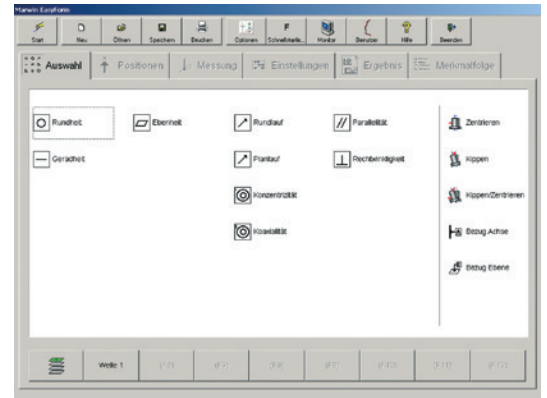 Marwin EasyForm
Start Neu Öffnen Speichern Drucken Optionen Schnellstarte... Monitor Benutzer Hilfe Beenden
Auswahl Positionen Messung Einstellungen Ergebnis Merkmalfolge
Rundheit Ebenheit Rundlauf Parallelität Zentrieren
Geradheit Planlauf Rechtwinkligkeit Kippen
Konzentrizität Kippen/Zentrieren
Koaxialität Bezug Achse
Bezug Ebene
Welle 1